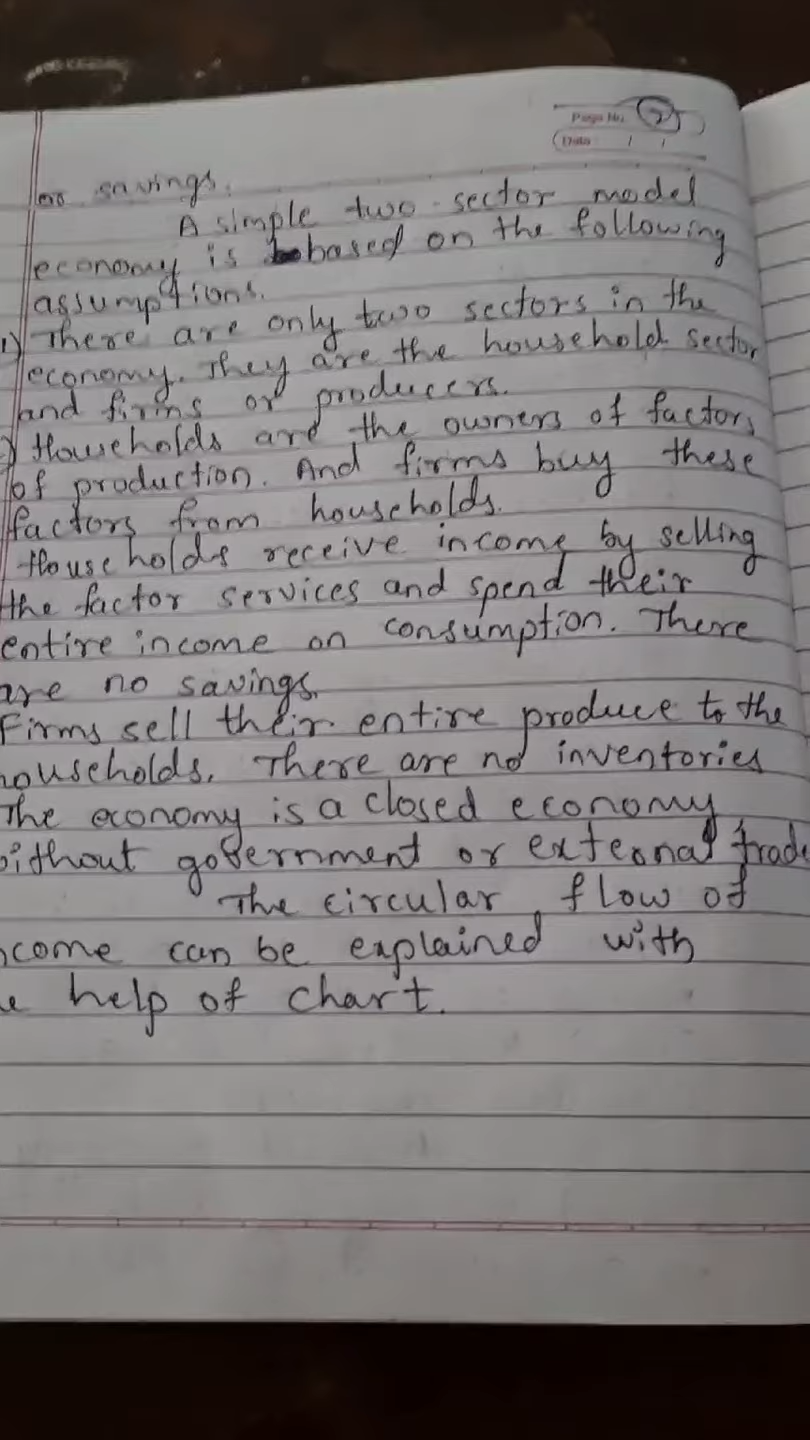 Page No. 2
Date / /
no savings.
A simple two sector model
economy is based on the following
assumptions.
1) There are only two sectors in the
economy. They are the household sector
and firms or producers.
) Households are the owners of factors
of production. And firms buy these
factors from households.
Households receive income by selling
the factor services and spend their
entire income on consumption. There
are no savings.
Firms sell their entire produce to the
households. There are no inventories
The economy is a closed economy
without government or external trade
The circular flow of
ncome can be explained with
e help of chart.